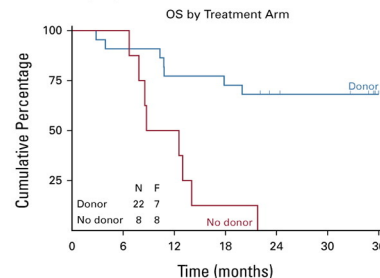 OS by Treatment Arm
Cumulative Percentage
100
75
50
25
Donor
N F
Donor 22 7
No donor 8 8
No donor
0 6 12 18 24 30 36
Time (months)